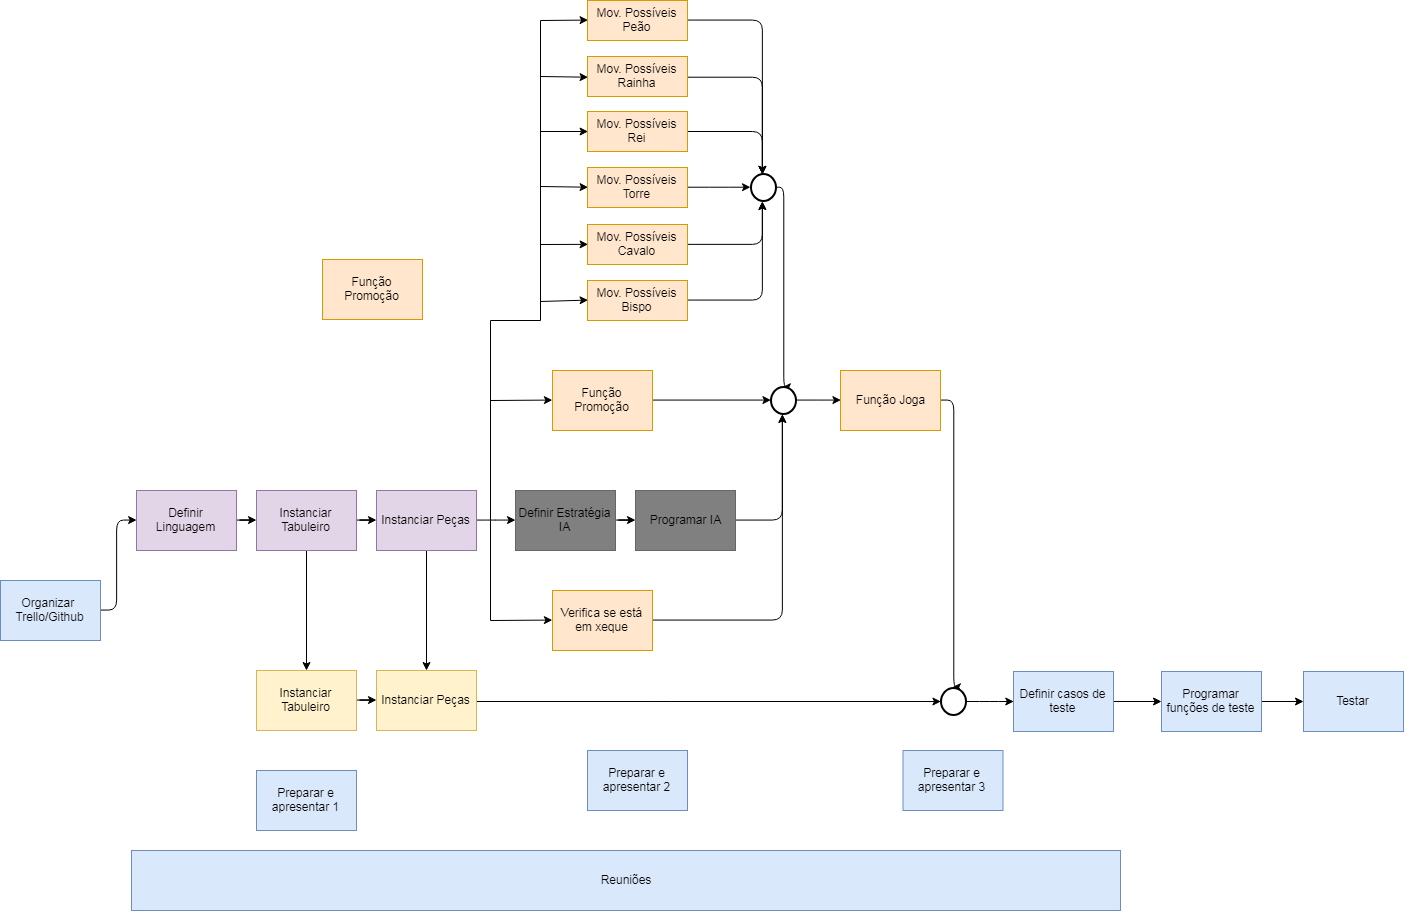 Mov. Possíveis
Peão
Mov. Possíveis
Rainha
Mov. Possíveis
Rei
Mov. Possíveis
Torre
Mov. Possíveis
Cavalo
Mov. Possíveis
Bispo
Função
Promoção
Função
Promoção
Função Joga
Definir
Linguagem
Instanciar
Tabuleiro
Instanciar Peças
Definir Estratégia
IA
Programar IA
Organizar
Trello/Github
Verifica se está
em xeque
Instanciar
Tabuleiro
Instanciar Peças
Definir casos de
teste
Programar
funções de teste
Testar
Preparar e
apresentar 1
Preparar e
apresentar 2
Preparar e
apresentar 3
Reuniões